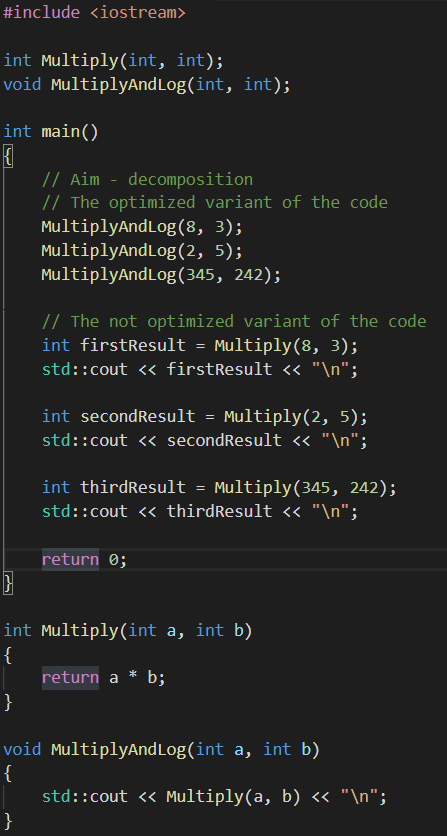 #include <iostream>
int Multiply(int, int);
void MultiplyAndLog(int, int);
int main()
{
// Aim - decomposition
// The optimized variant of the code
MultiplyAndLog(8, 3);
MultiplyAndLog(2, 5);
MultiplyAndLog(345, 242);
// The not optimized variant of the code
int firstResult = Multiply(8, 3);
std::cout << firstResult << "\n";
int secondResult = Multiply(2, 5);
std::cout << secondResult << "\n";
int thirdResult = Multiply(345, 242);
std::cout << thirdResult << "\n";
return 0;
}
int Multiply(int a, int b)
{
return a * b;
}
void MultiplyAndLog(int a, int b)
{
std::cout << Multiply(a, b) << "\n";
}